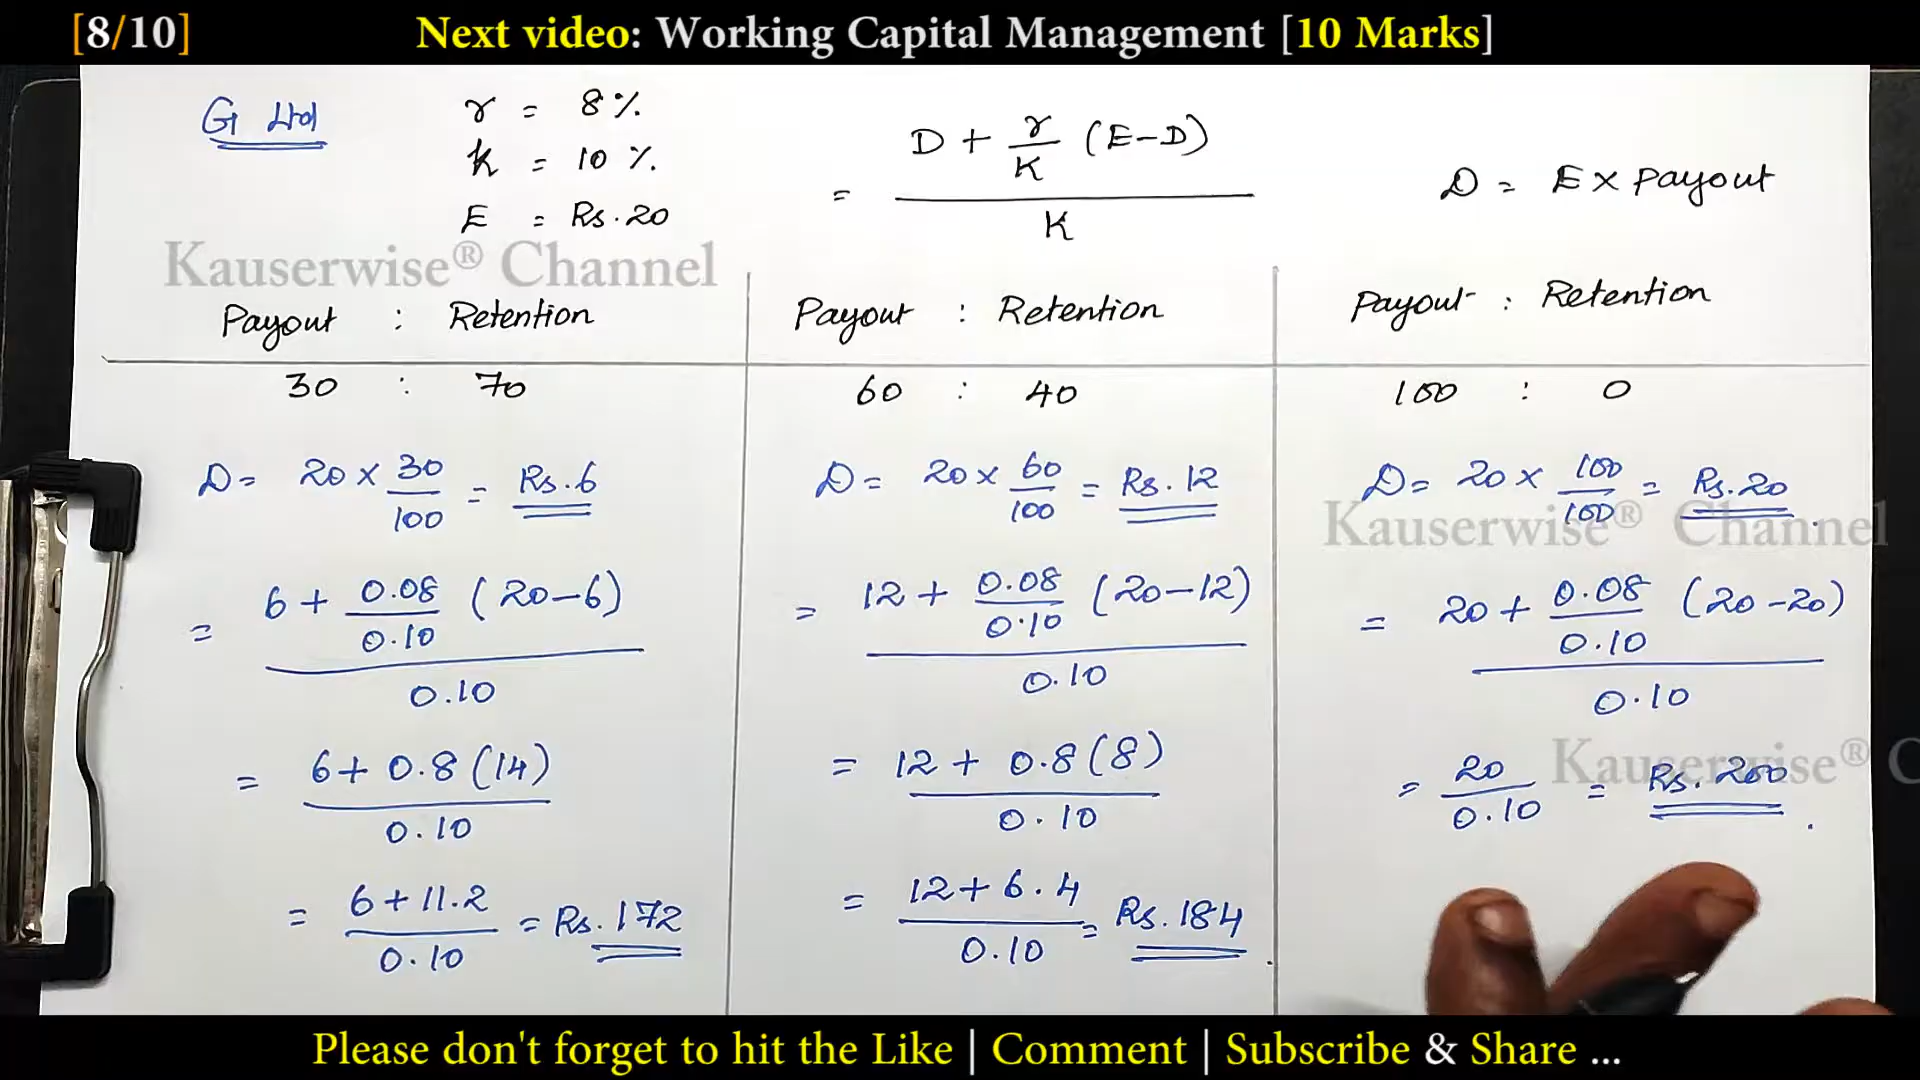 [8/10] Next video: Working Capital Management [10 Marks]
G Ltd
r = 8%
K = 10%
E = Rs.20
= D + r/K (E-D) / K
D = E x Payout
Kauserwise® Channel
Payout : Retention
30 : 70
D = 20 x 30/100 = Rs.6
= 6 + 0.08/0.10 (20-6) / 0.10
= 6 + 0.8(14) / 0.10
= 6 + 11.2 / 0.10 = Rs.172
Payout : Retention
60 : 40
D = 20 x 60/100 = Rs.12
= 12 + 0.08/0.10 (20-12) / 0.10
= 12 + 0.8(8) / 0.10
= 12 + 6.4 / 0.10 = Rs.184
Payout : Retention
100 : 0
D = 20 x 100/100 = Rs.20
Kauserwise® Channel
= 20 + 0.08/0.10 (20-20) / 0.10
= 20 / 0.10 = Rs.200
Kauserwise® C
Please don't forget to hit the Like | Comment | Subscribe & Share ...